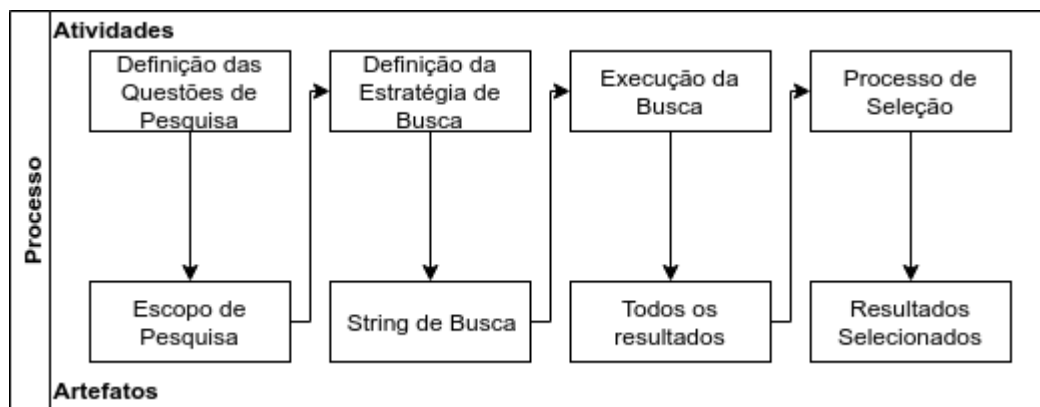 Processo
Atividades
Definição das
Questões de
Pesquisa
Definição da
Estratégia de
Busca
Execução da
Busca
Processo de
Seleção
Escopo de
Pesquisa
String de Busca
Todos os
resultados
Resultados
Selecionados
Artefatos